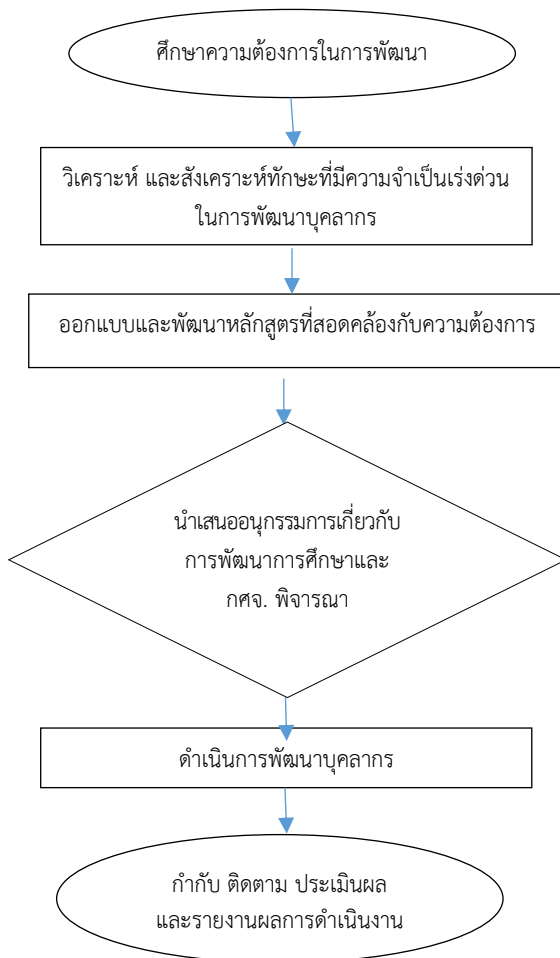 ศึกษาความต้องการในการพัฒนา
วิเคราะห์ และสังเคราะห์ทักษะที่มีความจำเป็นเร่งด่วน
ในการพัฒนาบุคลากร
ออกแบบและพัฒนาหลักสูตรที่สอดคล้องกับความต้องการ
นำเสนออนุกรรมการเกี่ยวกับ
การพัฒนาการศึกษาและ
กศจ. พิจารณา
ดำเนินการพัฒนาบุคลากร
กำกับ ติดตาม ประเมินผล
และรายงานผลการดำเนินงาน